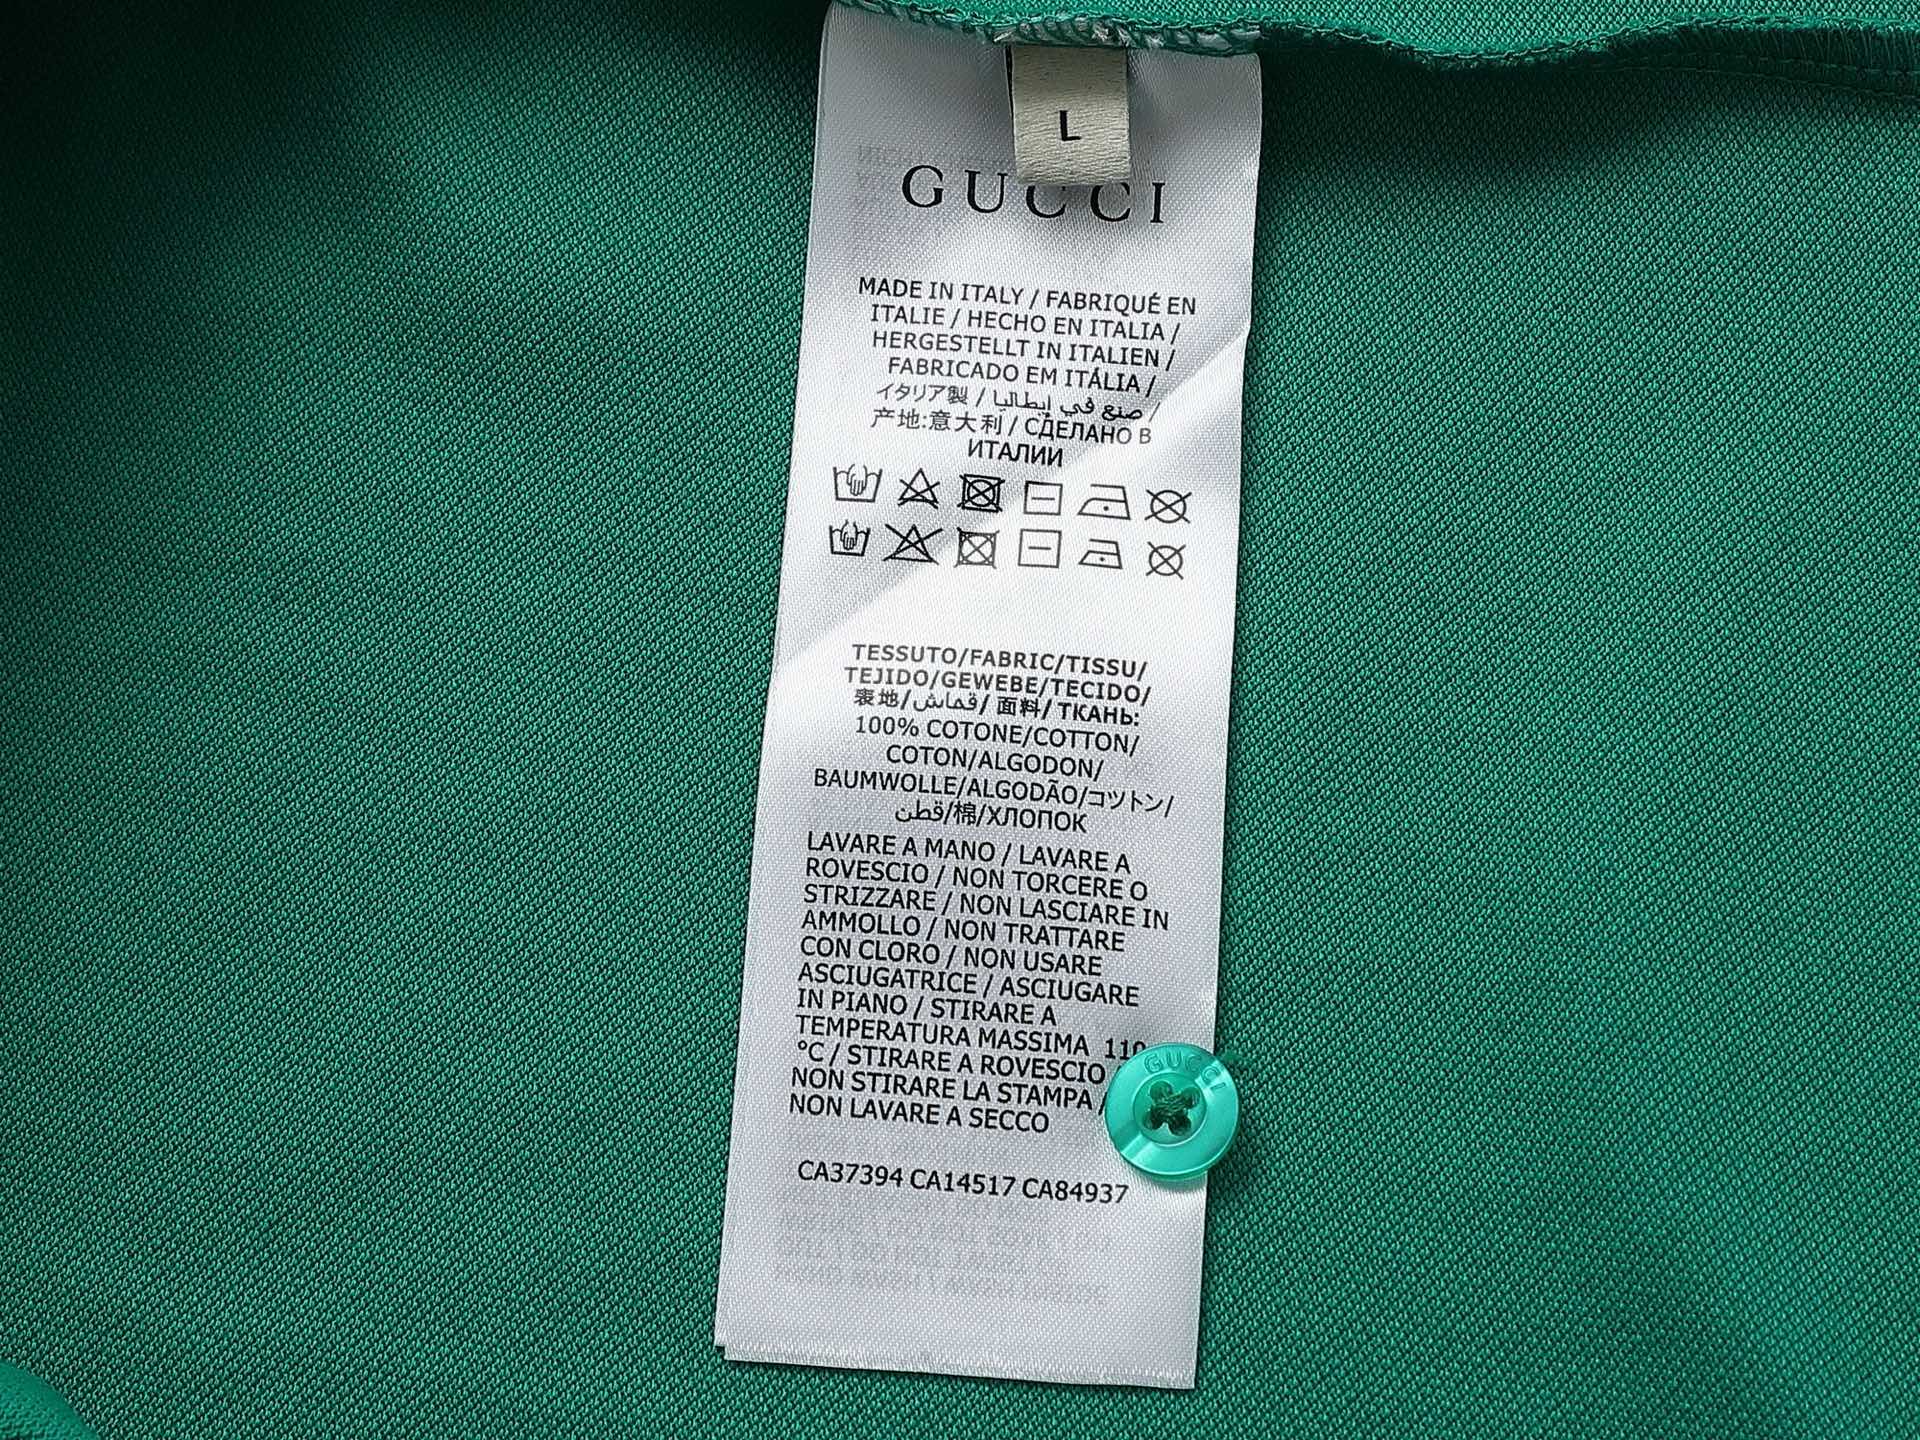 L
GUCCI
MADE IN ITALY / FABRIQUÉ EN
ITALIE / HECHO EN ITALIA /
HERGESTELLT IN ITALIEN /
FABRICADO EM ITÁLIA /
イタリア製 / صنع في إيطاليا /
产地:意大利 / СДЕЛАНО В
ИТАЛИИ
TESSUTO/FABRIC/TISSU/
TEJIDO/GEWEBE/TECIDO/
表地/قماش/ 面料/ ТКАНЬ:
100% COTONE/COTTON/
COTON/ALGODON/
BAUMWOLLE/ALGODÃO/コツトン/
قطن/棉/ХЛОПОК
LAVARE A MANO / LAVARE A
ROVESCIO / NON TORCERE O
STRIZZARE / NON LASCIARE IN
AMMOLLO / NON TRATTARE
CON CLORO / NON USARE
ASCIUGATRICE / ASCIUGARE
IN PIANO / STIRARE A
TEMPERATURA MASSIMA 110
°C / STIRARE A ROVESCIO
NON STIRARE LA STAMPA /
NON LAVARE A SECCO
GUCCI
CA37394 CA14517 CA84937